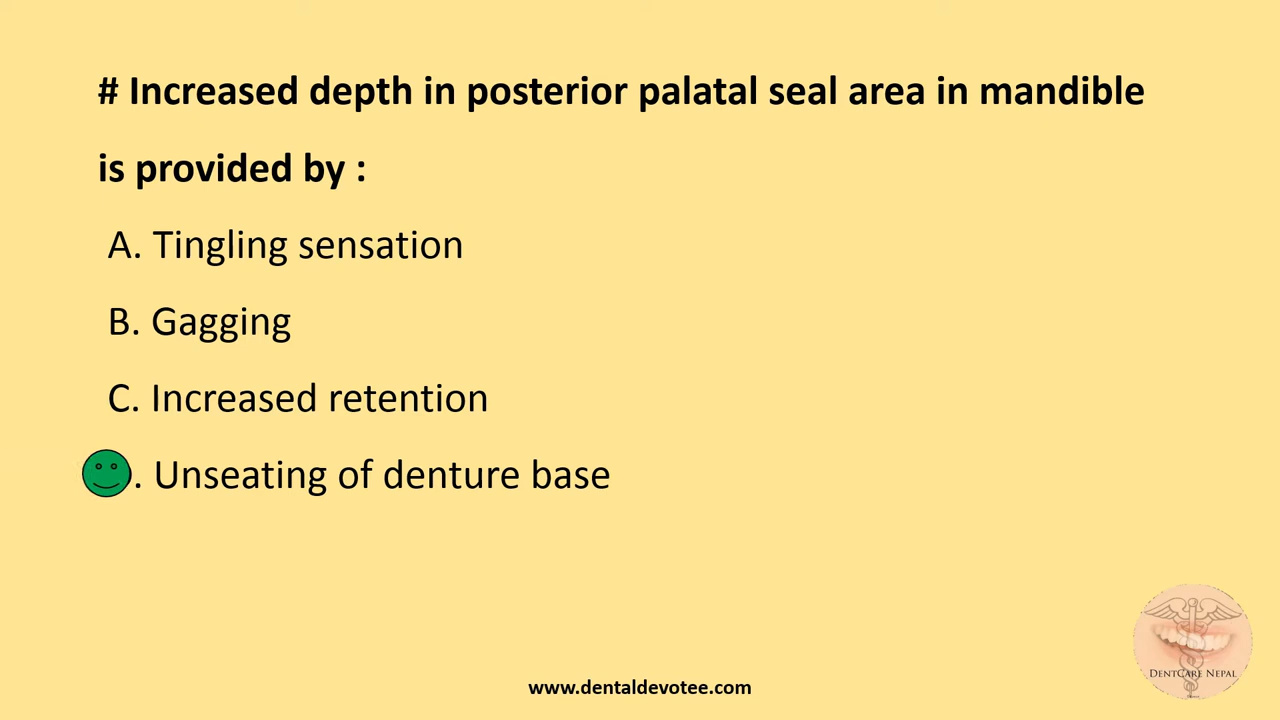 # Increased depth in posterior palatal seal area in mandible
is provided by :
A. Tingling sensation
B. Gagging
C. Increased retention
. Unseating of denture base
DENTCARE NEPAL
www.dentaldevotee.com